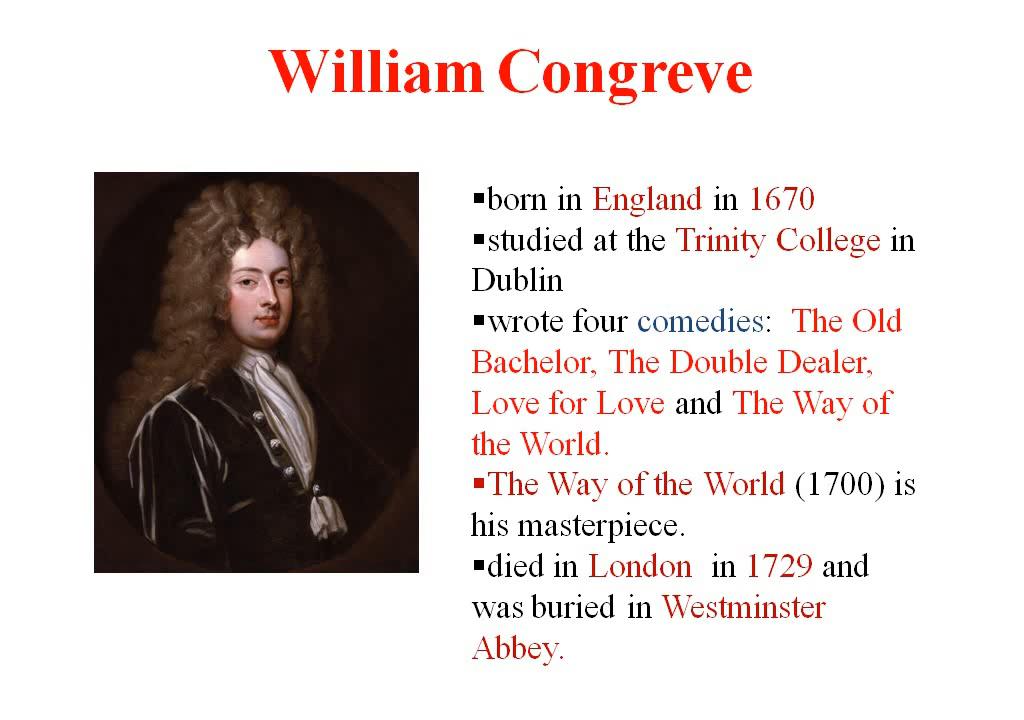 William Congreve
▪born in England in 1670
▪studied at the Trinity College in
Dublin
▪wrote four comedies: The Old
Bachelor, The Double Dealer,
Love for Love and The Way of
the World.
▪The Way of the World (1700) is
his masterpiece.
▪died in London in 1729 and
was buried in Westminster
Abbey.